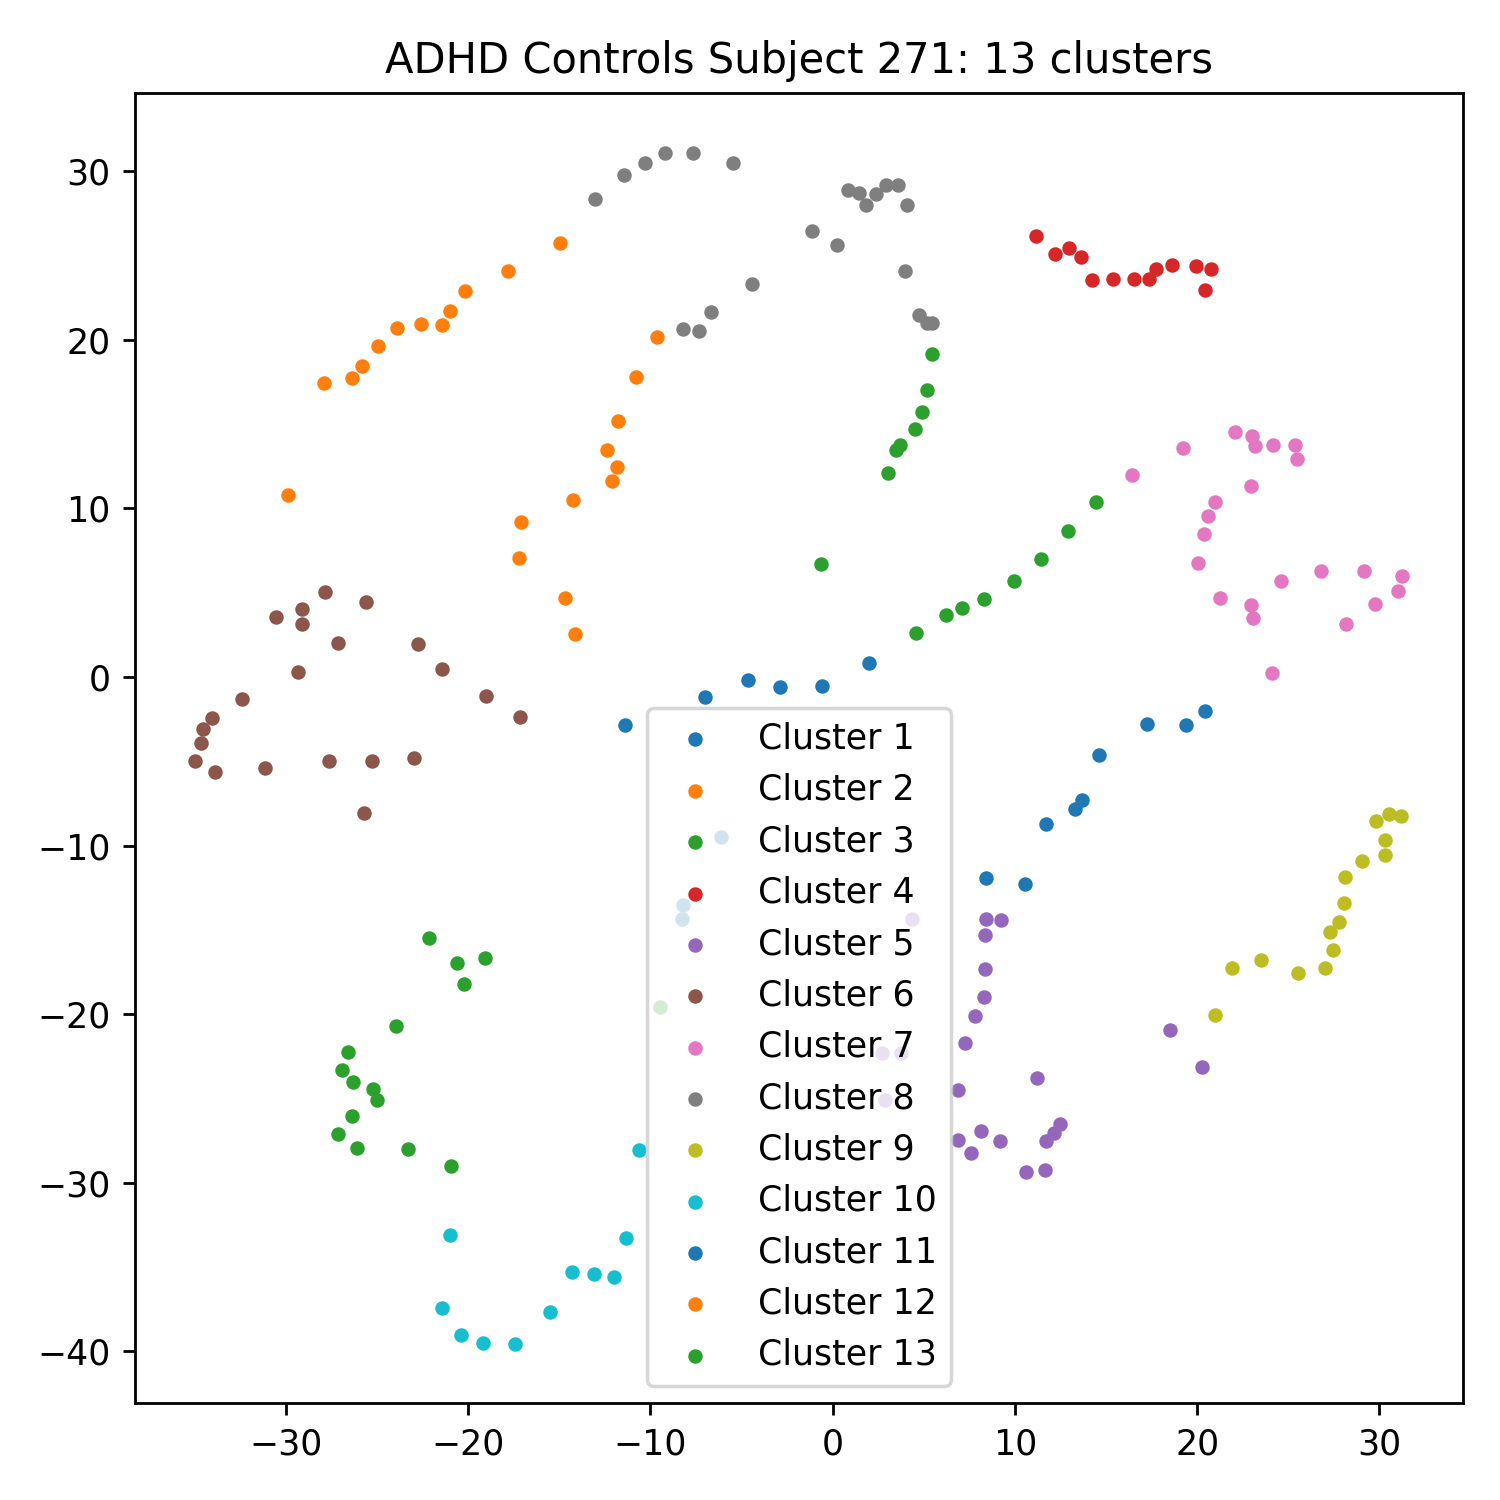 ADHD Controls Subject 271: 13 clusters
30
20
10
0
−10
−20
−30
−40
Cluster 1
Cluster 2
Cluster 3
Cluster 4
Cluster 5
Cluster 6
Cluster 7
Cluster 8
Cluster 9
Cluster 10
Cluster 11
Cluster 12
Cluster 13
−30 −20 −10 0 10 20 30